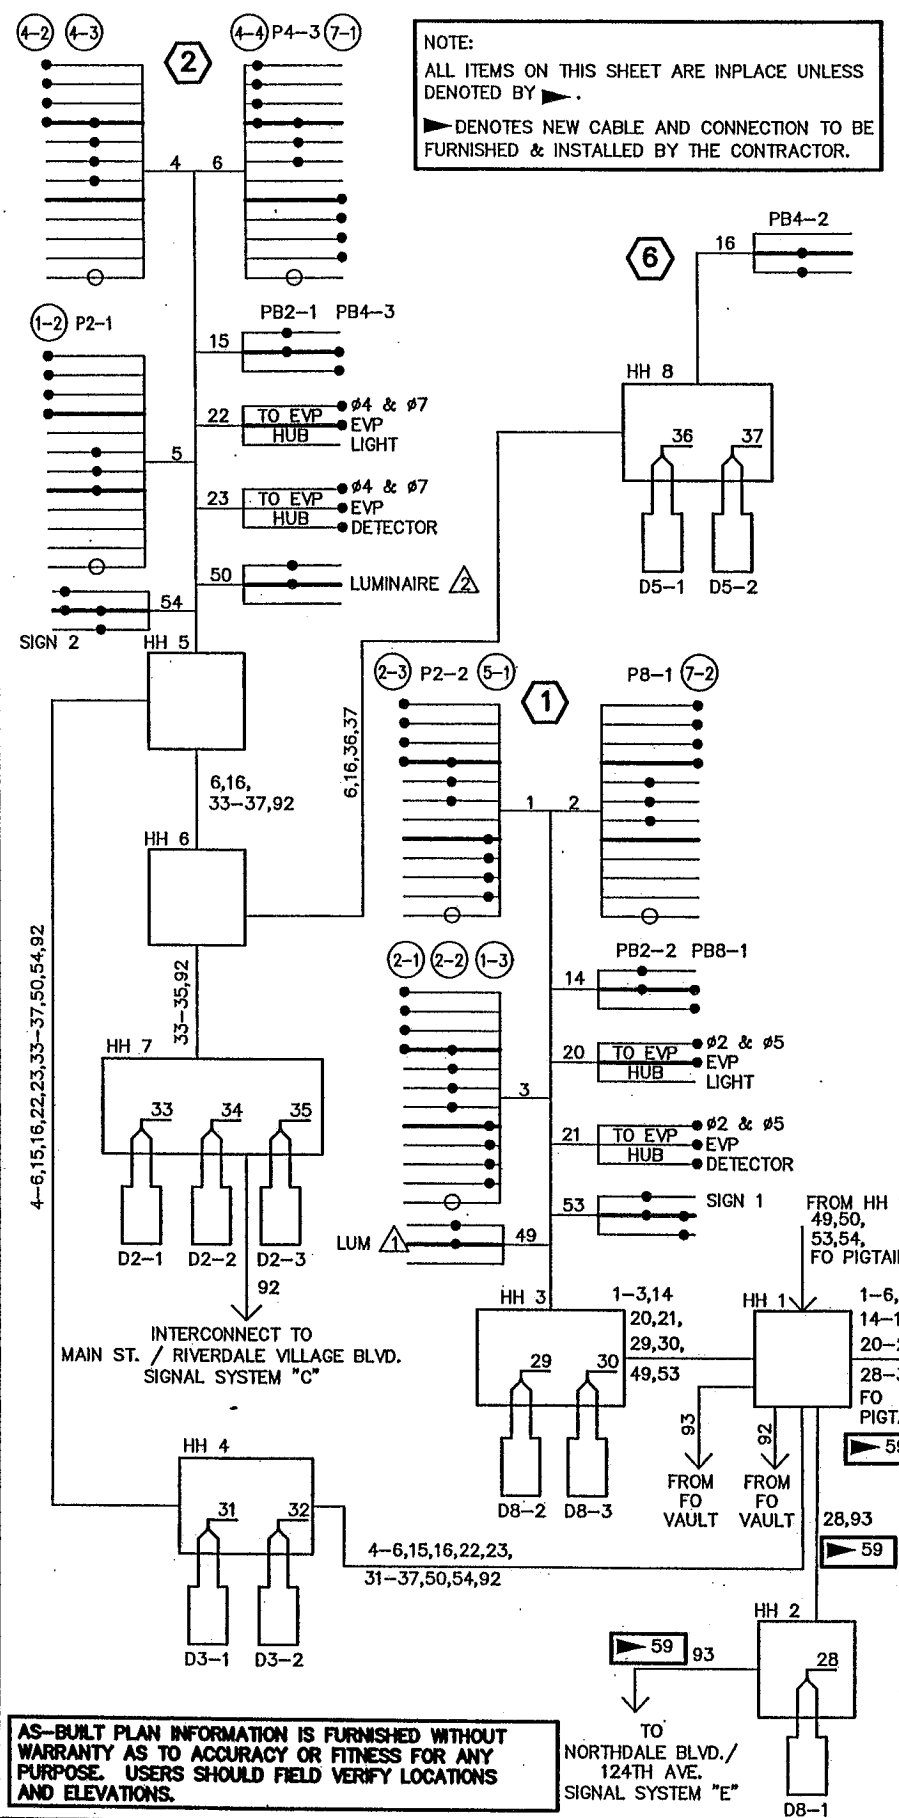 4-2 4-3
2
4-4 P4-3 7-1
NOTE:
ALL ITEMS ON THIS SHEET ARE INPLACE UNLESS
DENOTED BY ►.
► DENOTES NEW CABLE AND CONNECTION TO BE
FURNISHED & INSTALLED BY THE CONTRACTOR.
4 6
PB4-2
16
6
1-2 P2-1
PB2-1 PB4-3
15
HH 8
22
TO EVP
HUB
ø4 & ø7
EVP
LIGHT
36 37
5
23
TO EVP
HUB
ø4 & ø7
EVP
DETECTOR
D5-1 D5-2
50
LUMINAIRE 2
54
SIGN 2
HH 5
2-3 P2-2 5-1
1
P8-1 7-2
6,16,
33-37,92
6,16,36,37
1 2
HH 6
4-6,15,16,22,23,33-37,50,54,92
33-35,92
2-1 2-2 1-3
PB2-2 PB8-1
14
HH 7
20
TO EVP
HUB
ø2 & ø5
EVP
LIGHT
33 34 35
3
21
TO EVP
HUB
ø2 & ø5
EVP
DETECTOR
53
SIGN 1
D2-1 D2-2 D2-3
LUM 1
49
FROM HH
49,50,
53,54,
FO PIGTAI
92
HH 3
1-3,14
20,21,
29,30,
49,53
HH 1
1-6,
14-1
20-2
28-3
FO
PIGTA
► 59
INTERCONNECT TO
MAIN ST. / RIVERDALE VILLAGE BLVD.
SIGNAL SYSTEM "C"
29 30
93
92
HH 4
FROM
FO
VAULT
FROM
FO
VAULT
D8-2 D8-3
31 32
28,93
► 59
4-6,15,16,22,23,
31-37,50,54,92
HH 2
D3-1 D3-2
► 59
93
28
TO
NORTHDALE BLVD./
124TH AVE.
SIGNAL SYSTEM "E"
D8-1
AS-BUILT PLAN INFORMATION IS FURNISHED WITHOUT
WARRANTY AS TO ACCURACY OR FITNESS FOR ANY
PURPOSE. USERS SHOULD FIELD VERIFY LOCATIONS
AND ELEVATIONS.